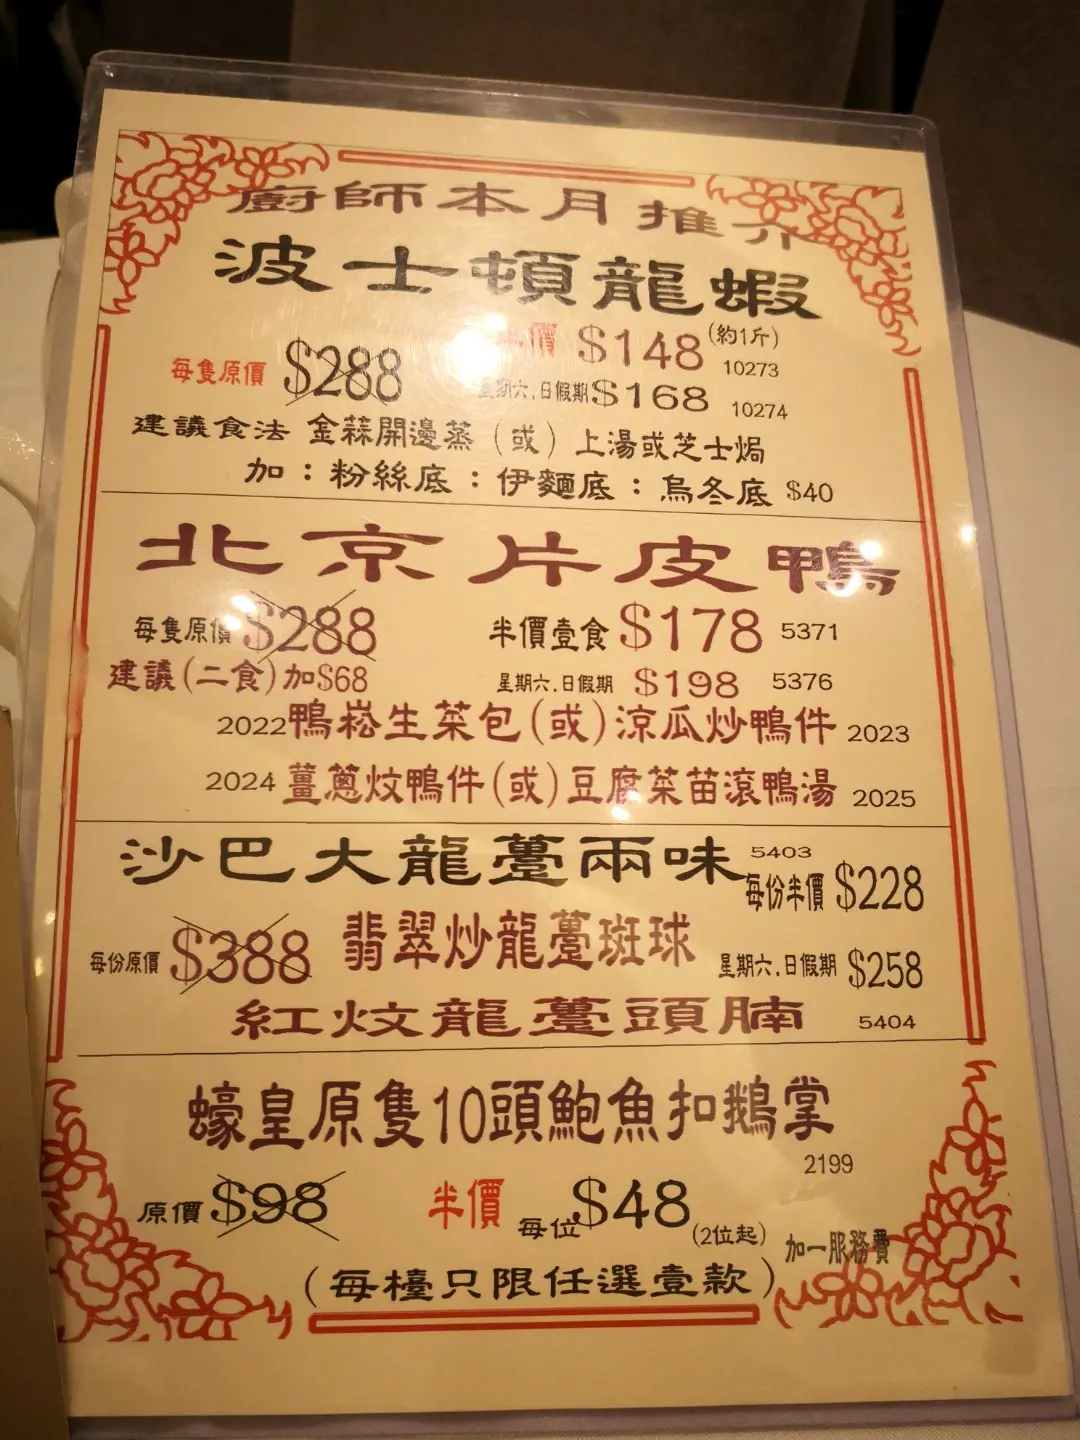 廚師本月推介
波士頓龍蝦
每隻原價 $288 半價 $148 (約1斤) 10273
星期六.日假期 $168 10274
建議食法 金蒜開邊蒸 (或) 上湯或芝士焗
加：粉絲底：伊麵底：烏冬底 $40
北京片皮鴨
每隻原價 $288 半價壹食 $178 5371
建議(二食)加$68 星期六.日假期 $198 5376
2022 鴨崧生菜包(或)涼瓜炒鴨件 2023
2024 薑蔥炆鴨件(或)豆腐菜苗滾鴨湯 2025
沙巴大龍躉兩味 5403
每份半價 $228
每份原價 $388 翡翠炒龍躉斑球 星期六.日假期 $258
紅炆龍躉頭腩 5404
蠔皇原隻10頭鮑魚扣鵝掌
2199
原價 $98 半價 每位 $48 (2位起) 加一服務費
(每檯只限任選壹款)